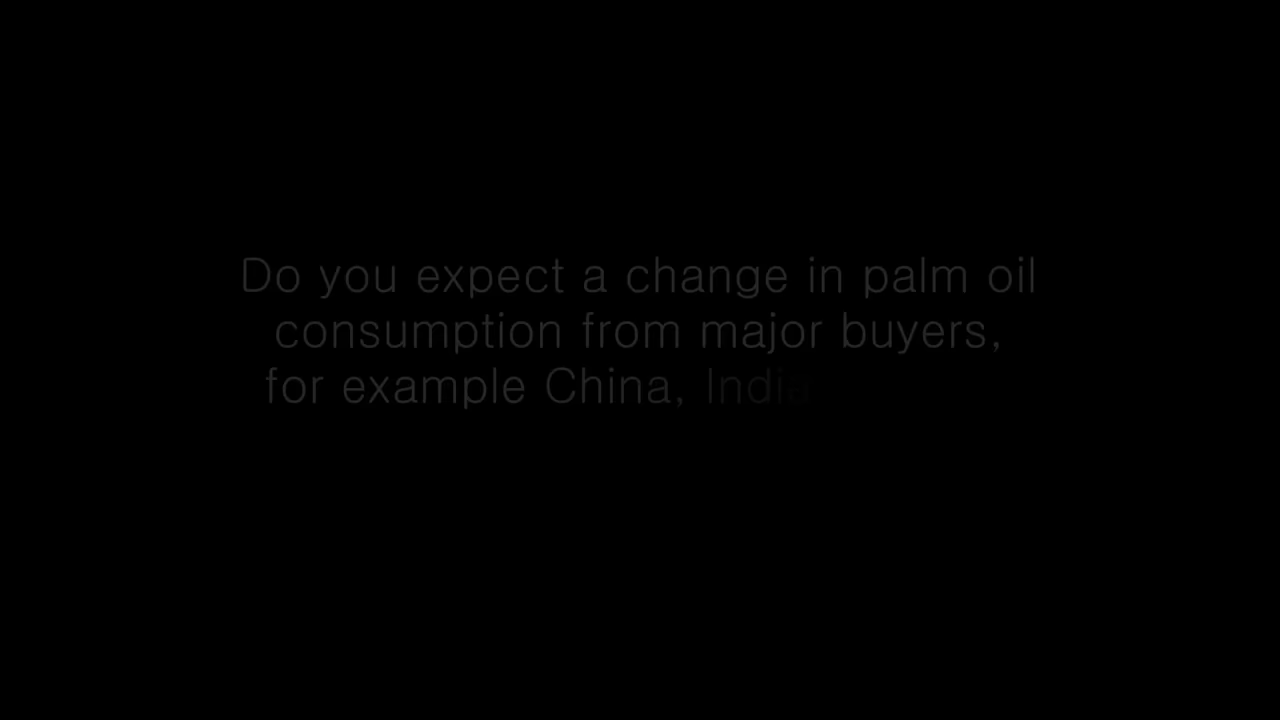 Do you expect a change in palm oil
consumption from major buyers,
for example China, India